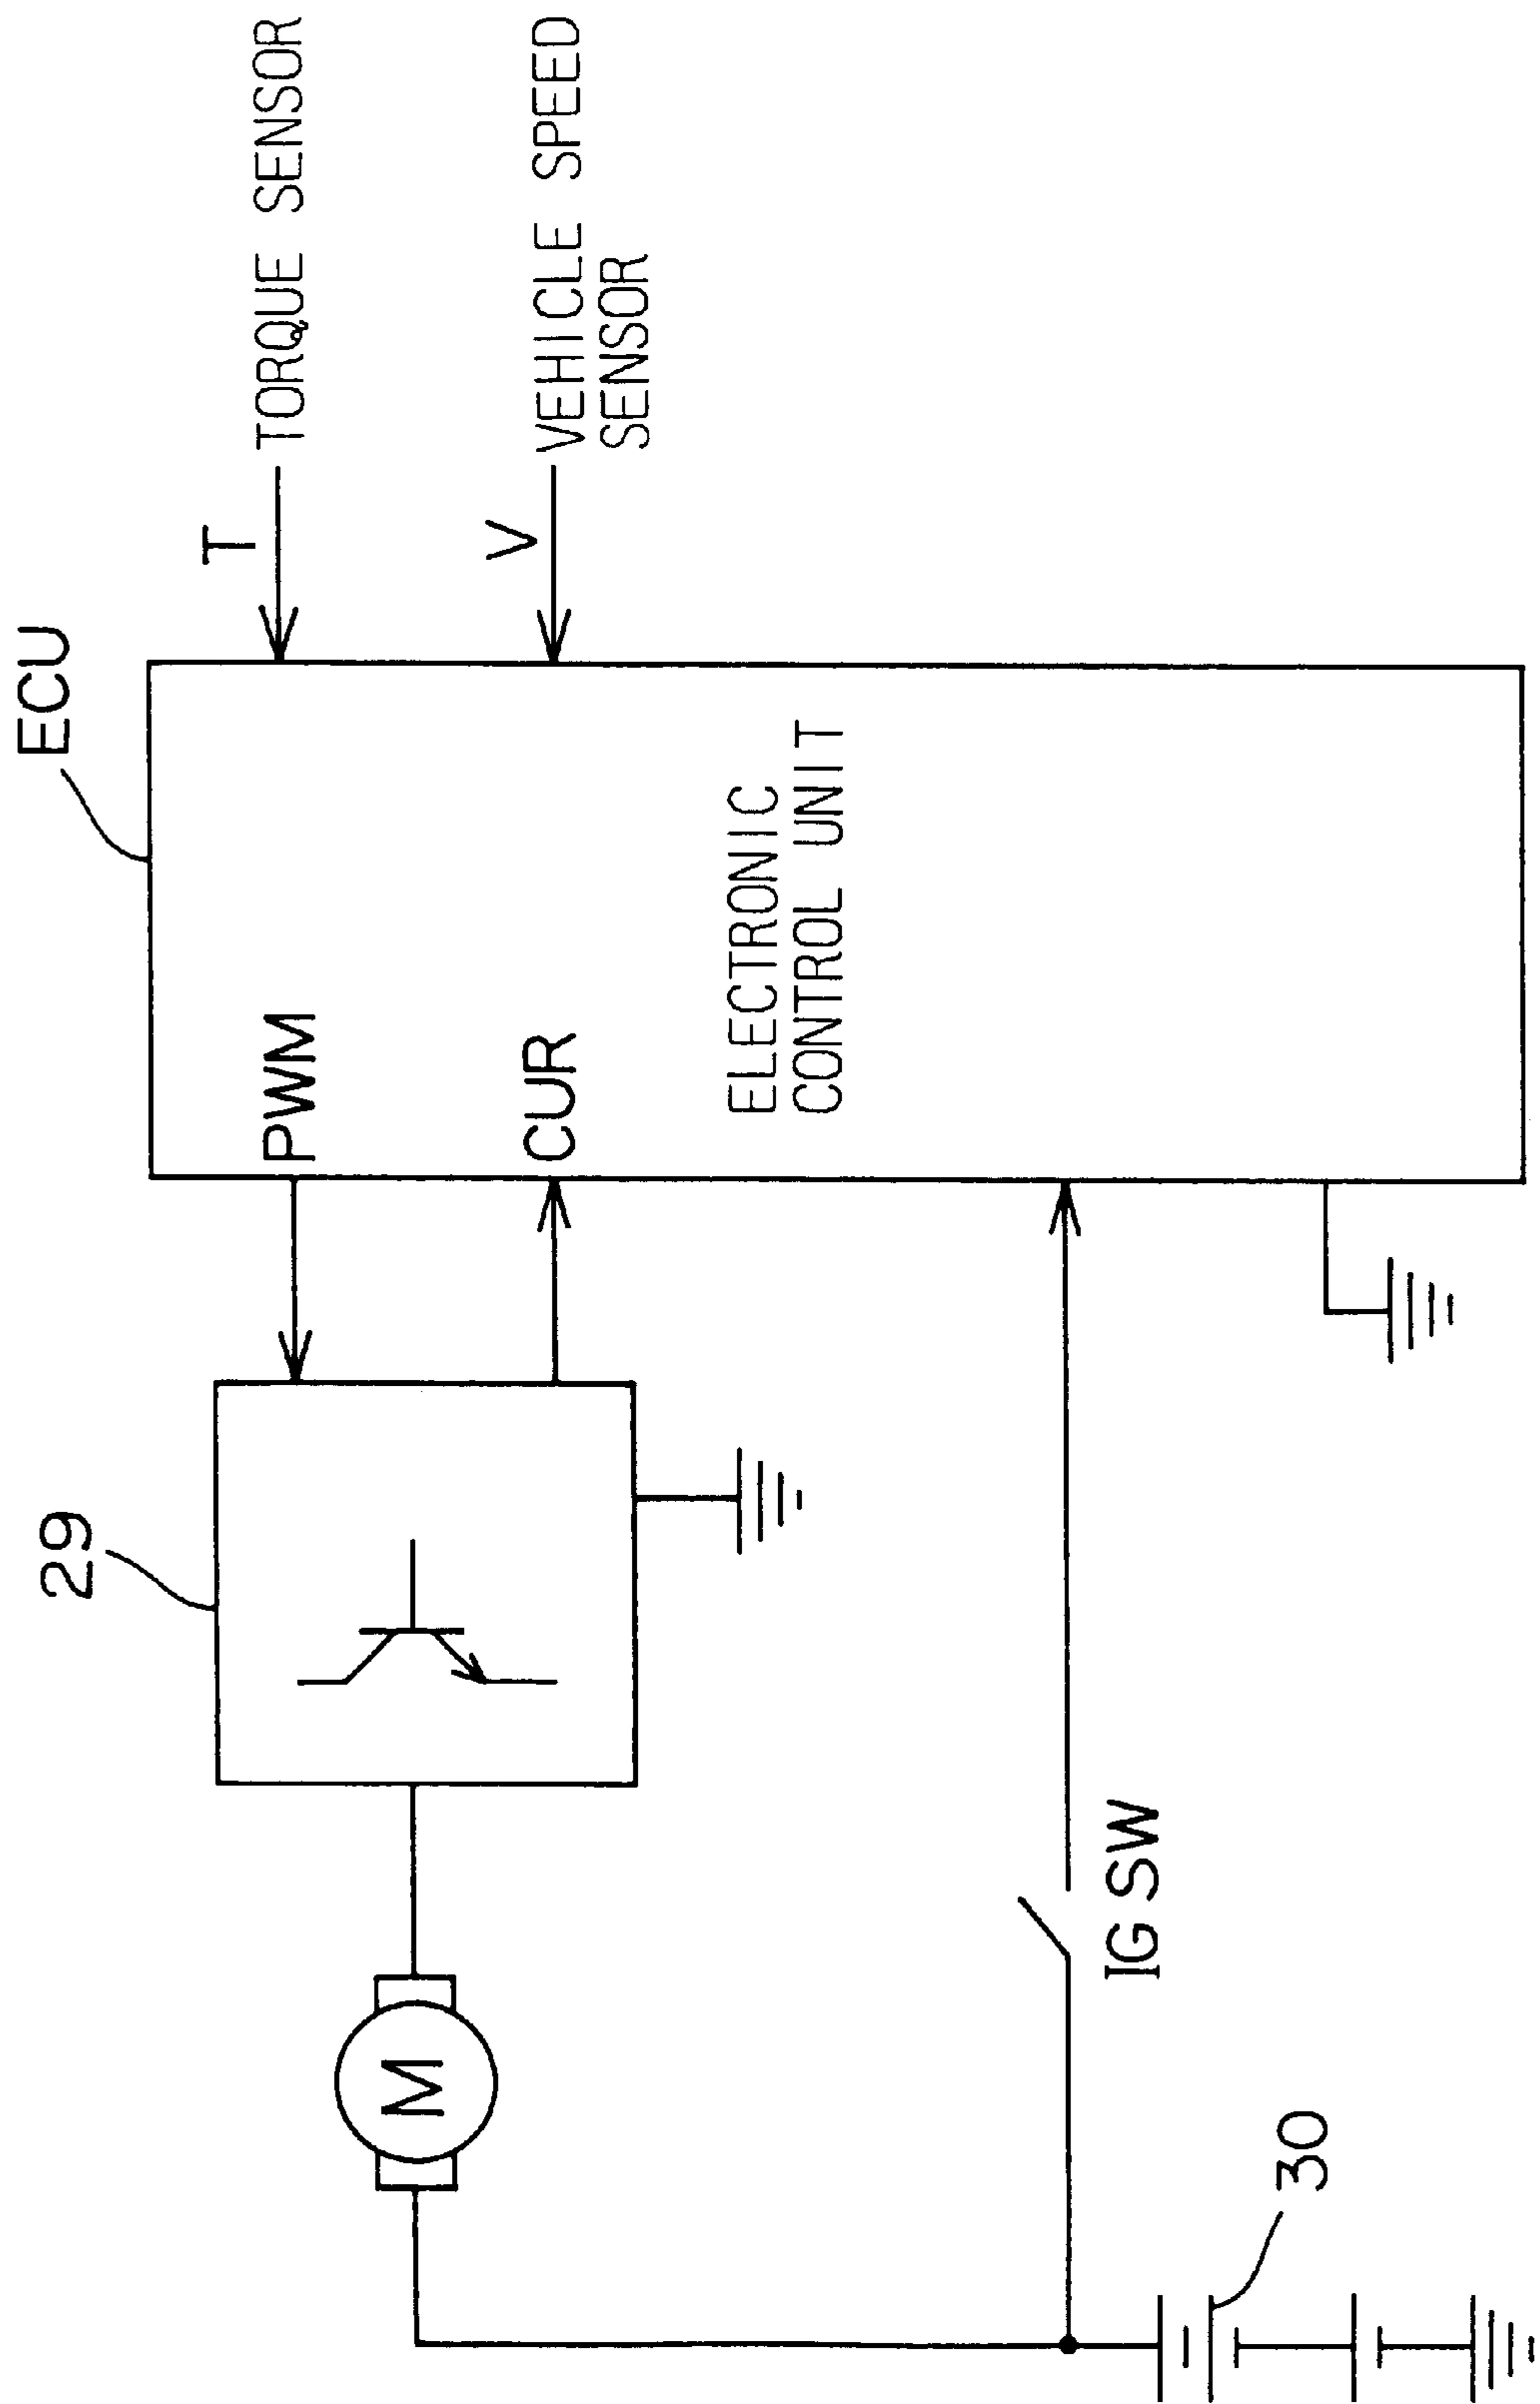 ECU
29
T
TORQUE SENSOR
PWM
V
VEHICLE SPEED
SENSOR
CUR
M
ELECTRONIC
CONTROL UNIT
IG SW
30